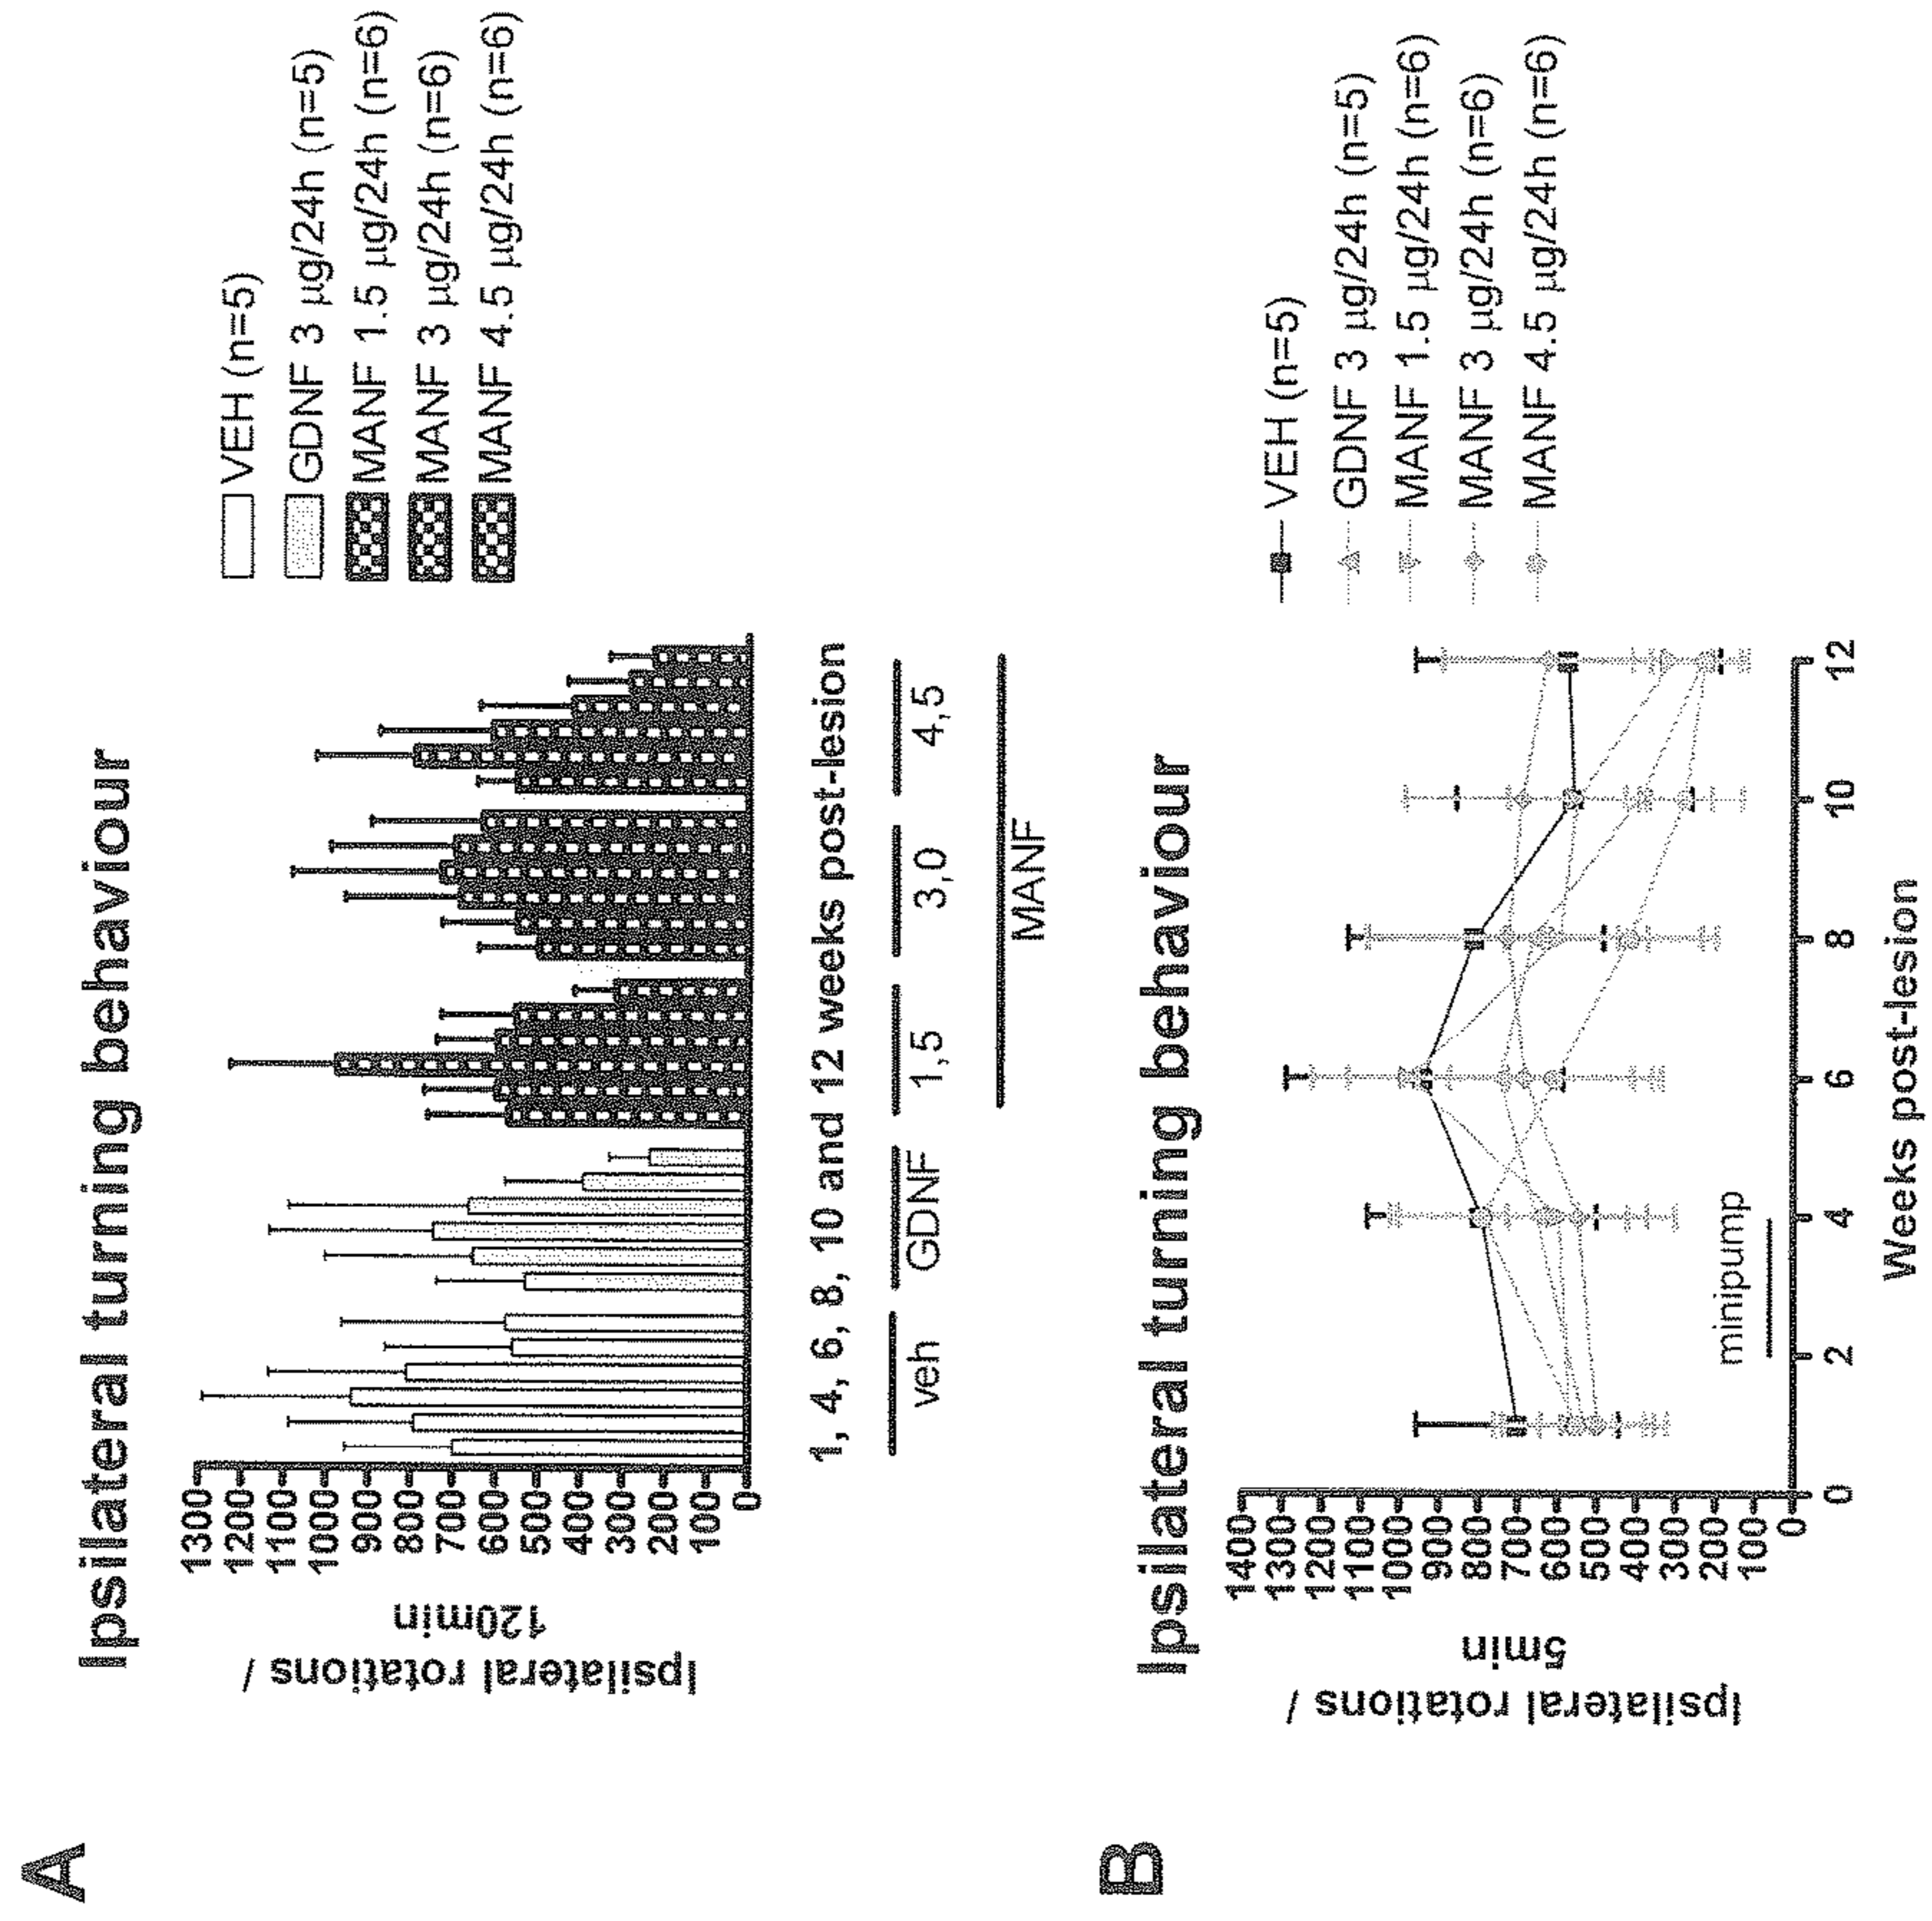 A
Ipsilateral turning behaviour
Ipsilateral rotations /
120min
1300
1200
1100
1000
900
800
700
600
500
400
300
200
100
0
VEH (n=5)
GDNF 3 µg/24h (n=5)
MANF 1.5 µg/24h (n=6)
MANF 3 µg/24h (n=6)
MANF 4.5 µg/24h (n=6)
1, 4, 6, 8, 10 and 12 weeks post-lesion
veh GDNF 1,5 3,0 4,5
MANF
B
Ipsilateral turning behaviour
Ipsilateral rotations /
5min
1400
1300
1200
1100
1000
900
800
700
600
500
400
300
200
100
0
minipump
VEH (n=5)
GDNF 3 µg/24h (n=5)
MANF 1.5 µg/24h (n=6)
MANF 3 µg/24h (n=6)
MANF 4.5 µg/24h (n=6)
0 2 4 6 8 10 12
Weeks post-lesion